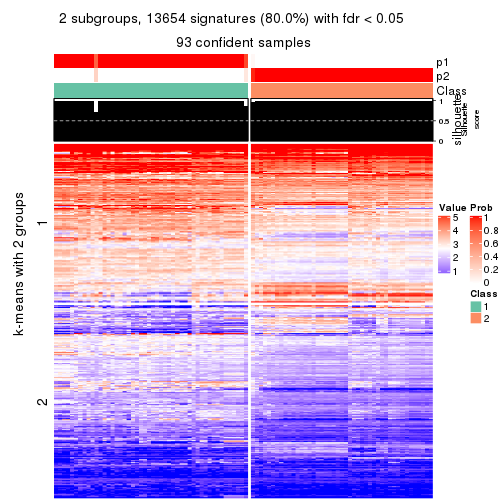 2 subgroups, 13654 signatures (80.0%) with fdr < 0.05
93 confident samples
p1
p2
Class
1
0.5
0
silhouette
Silhouette
score
k-means with 2 groups
1
2
Value
5
4
3
2
1
Prob
1
0.8
0.6
0.4
0.2
0
Class
1
2